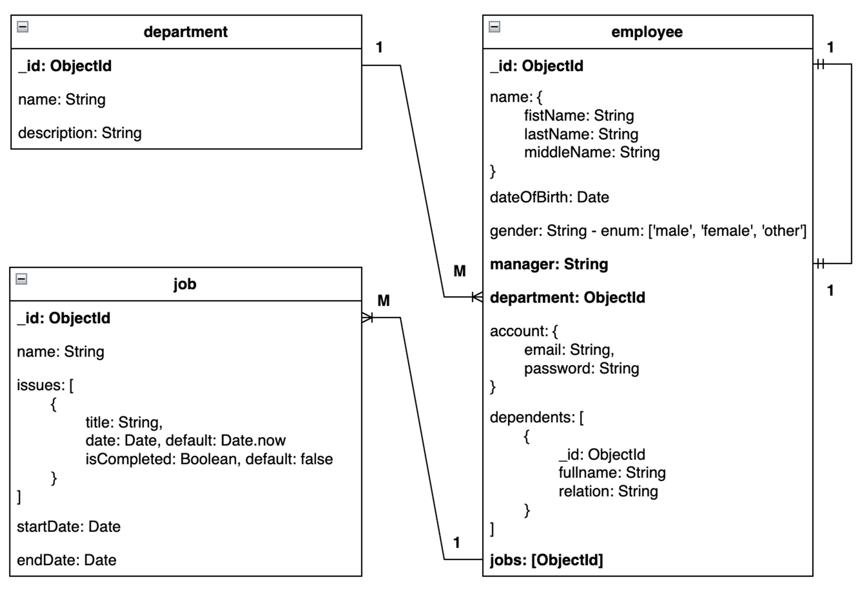 department
_id: ObjectId
name: String
description: String
1
employee
_id: ObjectId
name: {
fistName: String
lastName: String
middleName: String
}
dateOfBirth: Date
gender: String - enum: ['male', 'female', 'other']
manager: String
department: ObjectId
account: {
email: String,
password: String
}
dependents: [
{
_id: ObjectId
fullname: String
relation: String
}
]
jobs: [ObjectId]
1
1
M
job
_id: ObjectId
name: String
issues: [
{
title: String,
date: Date, default: Date.now
isCompleted: Boolean, default: false
}
]
startDate: Date
endDate: Date
M
1